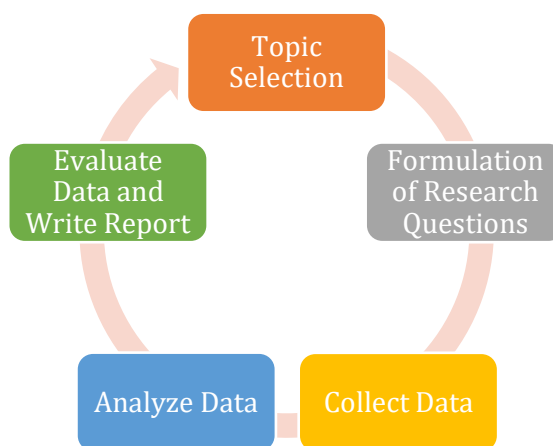 Topic
Selection
Formulation
of Research
Questions
Collect Data
Analyze Data
Evaluate
Data and
Write Report